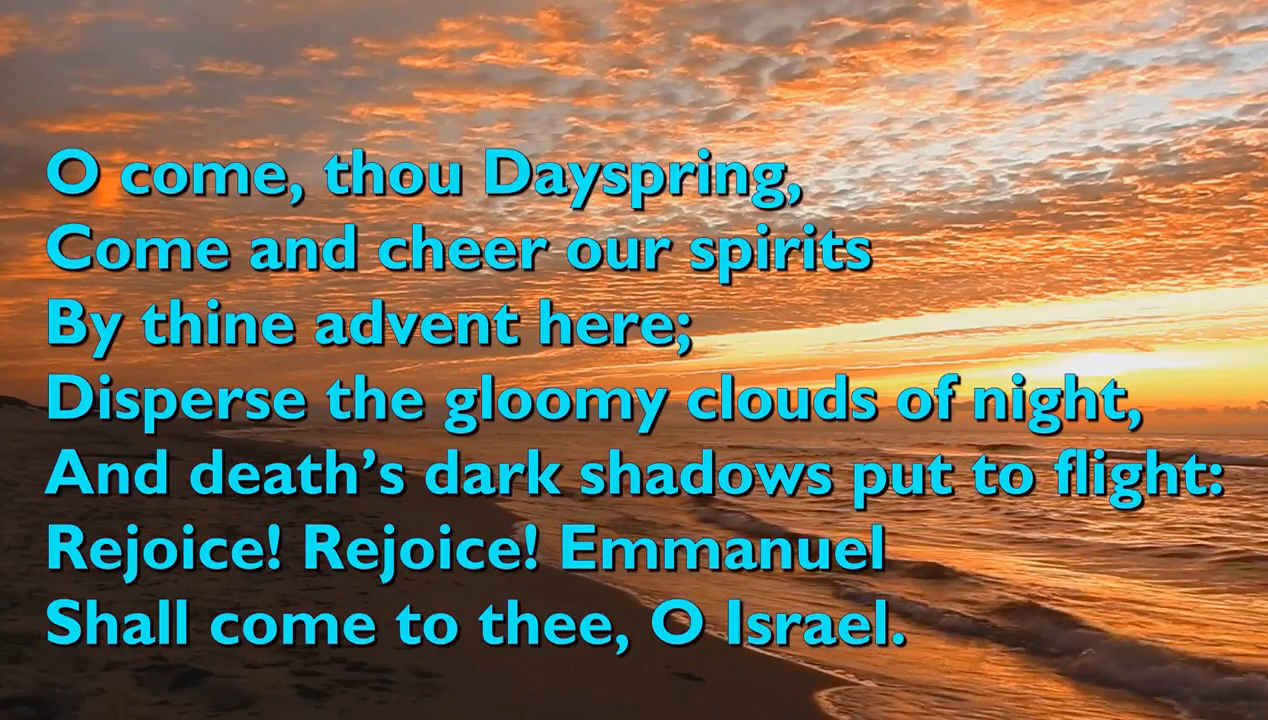 O come, thou Dayspring,
Come and cheer our spirits
By thine advent here;
Disperse the gloomy clouds of night,
And death’s dark shadows put to flight:
Rejoice! Rejoice! Emmanuel
Shall come to thee, O Israel.